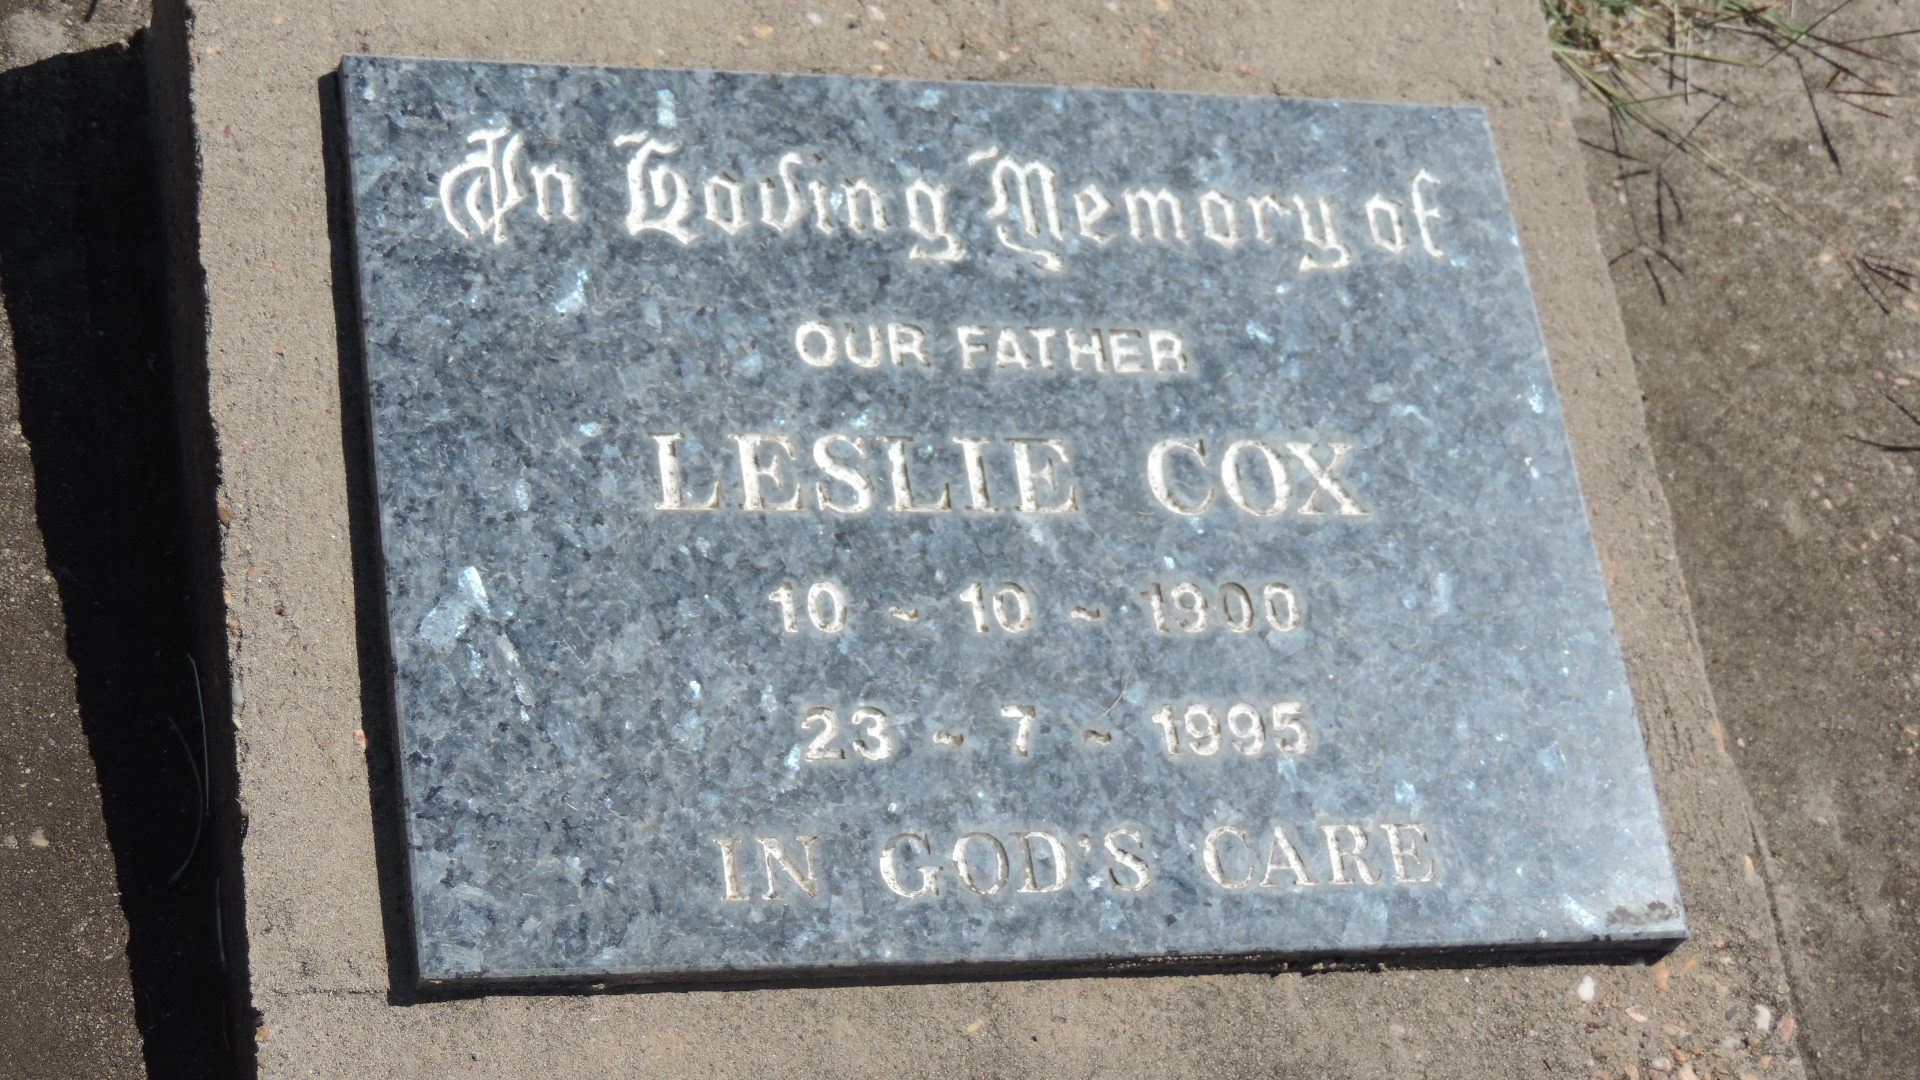 In Loving Memory of
OUR FATHER
LESLIE COX
10 ~ 10 ~ 1900
23 ~ 7 ~ 1995
IN GOD'S CARE